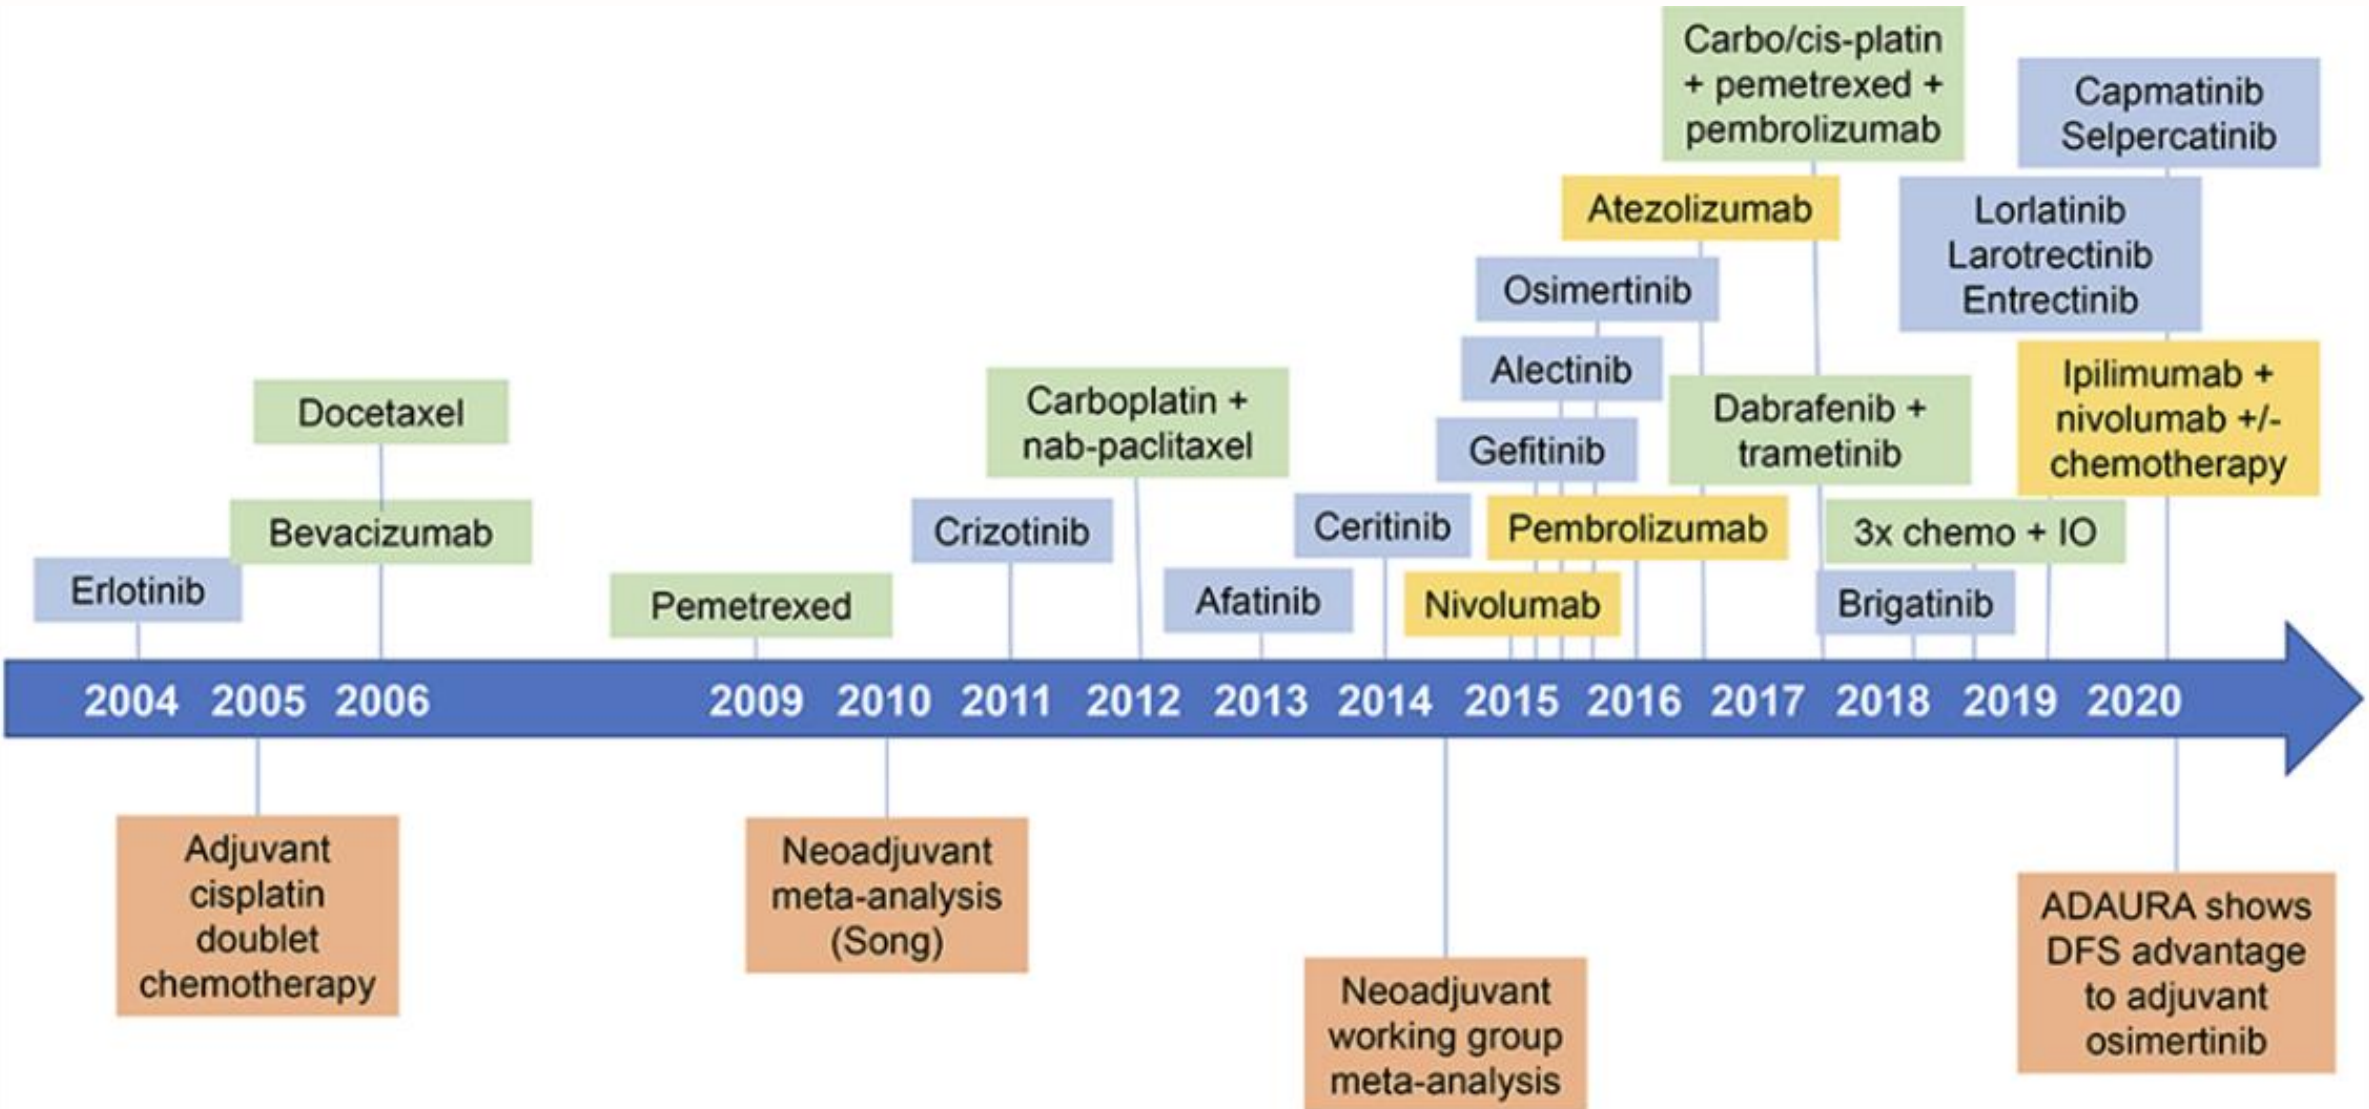 Carbo/cis-platin
+ pemetrexed +
pembrolizumab
Capmatinib
Selpercatinib
Atezolizumab
Lorlatinib
Larotrectinib
Entrectinib
Osimertinib
Alectinib
Ipilimumab +
nivolumab +/-
chemotherapy
Docetaxel
Carboplatin +
nab-paclitaxel
Gefitinib
Dabrafenib +
trametinib
Bevacizumab
Crizotinib
Ceritinib
Pembrolizumab
3x chemo + IO
Erlotinib
Pemetrexed
Afatinib
Nivolumab
Brigatinib
2004 2005 2006 2009 2010 2011 2012 2013 2014 2015 2016 2017 2018 2019 2020
Adjuvant
cisplatin
doublet
chemotherapy
Neoadjuvant
meta-analysis
(Song)
Neoadjuvant
working group
meta-analysis
ADAURA shows
DFS advantage
to adjuvant
osimertinib